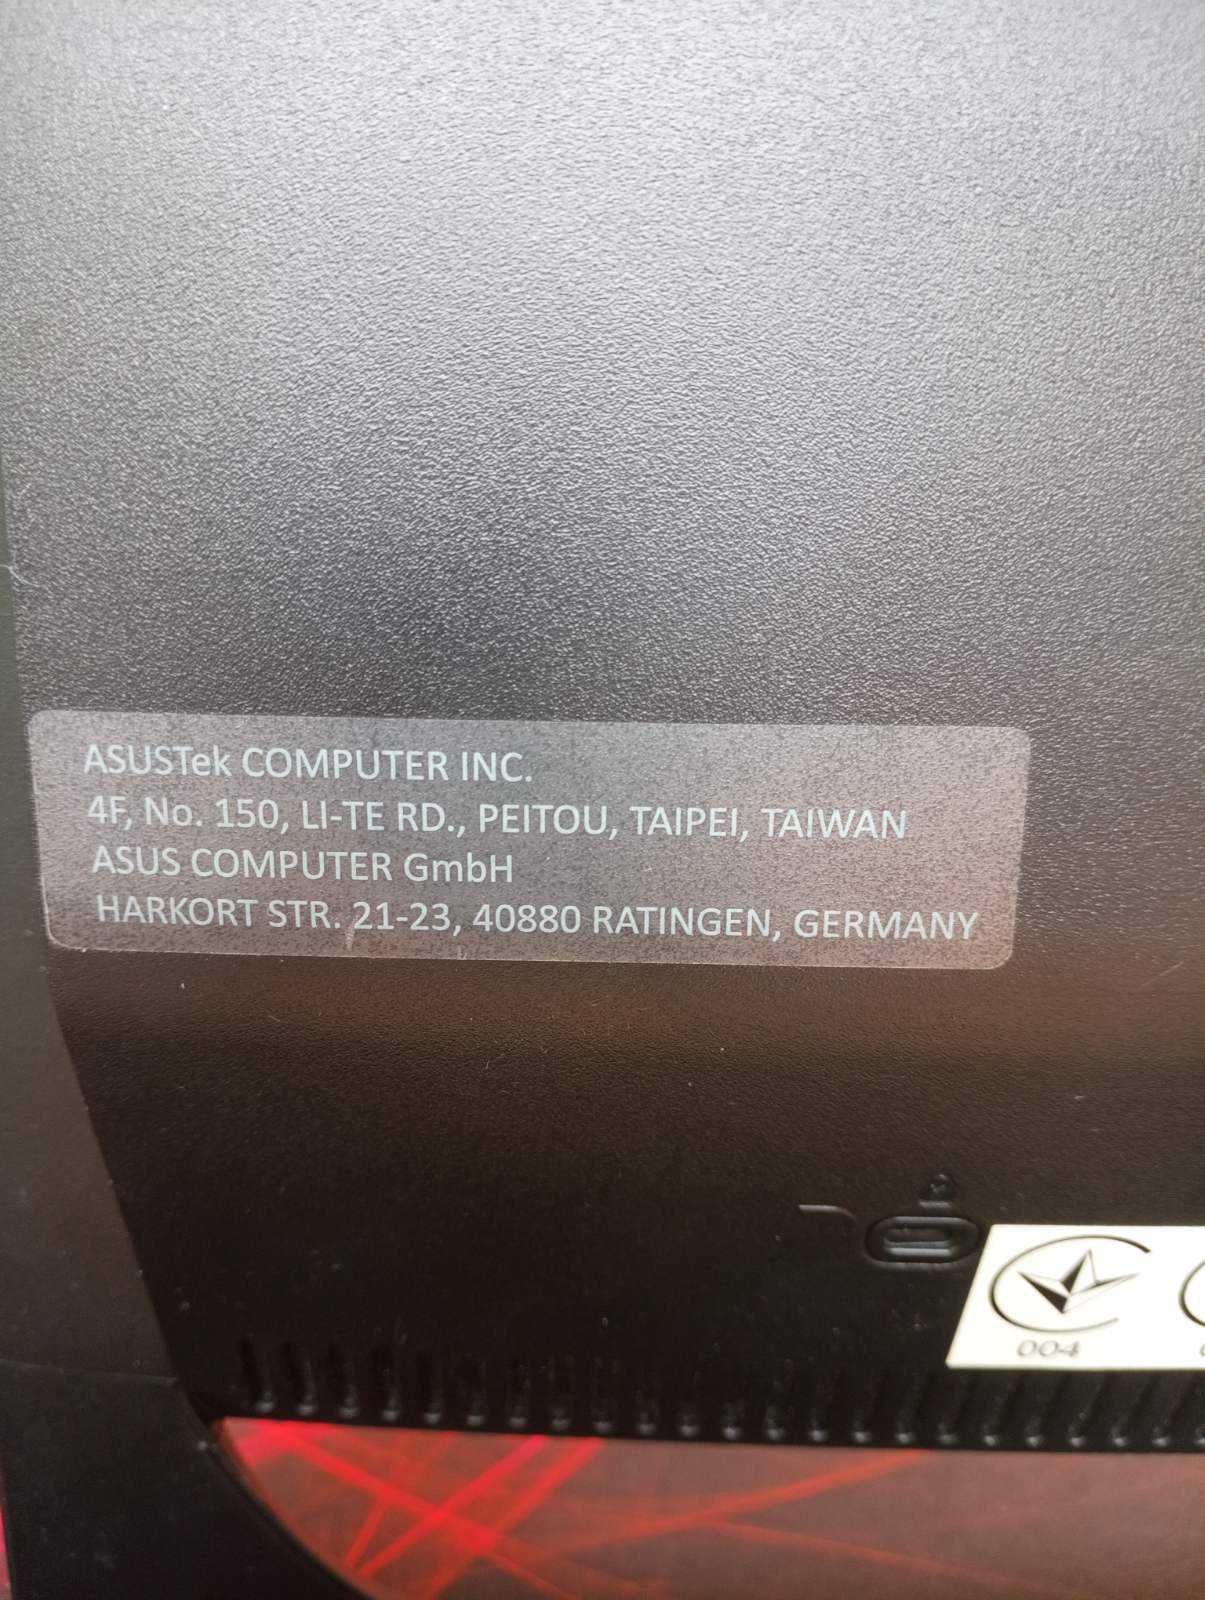 ASUSTek COMPUTER INC.
4F, No. 150, LI-TE RD., PEITOU, TAIPEI, TAIWAN
ASUS COMPUTER GmbH
HARKORT STR. 21-23, 40880 RATINGEN, GERMANY
004